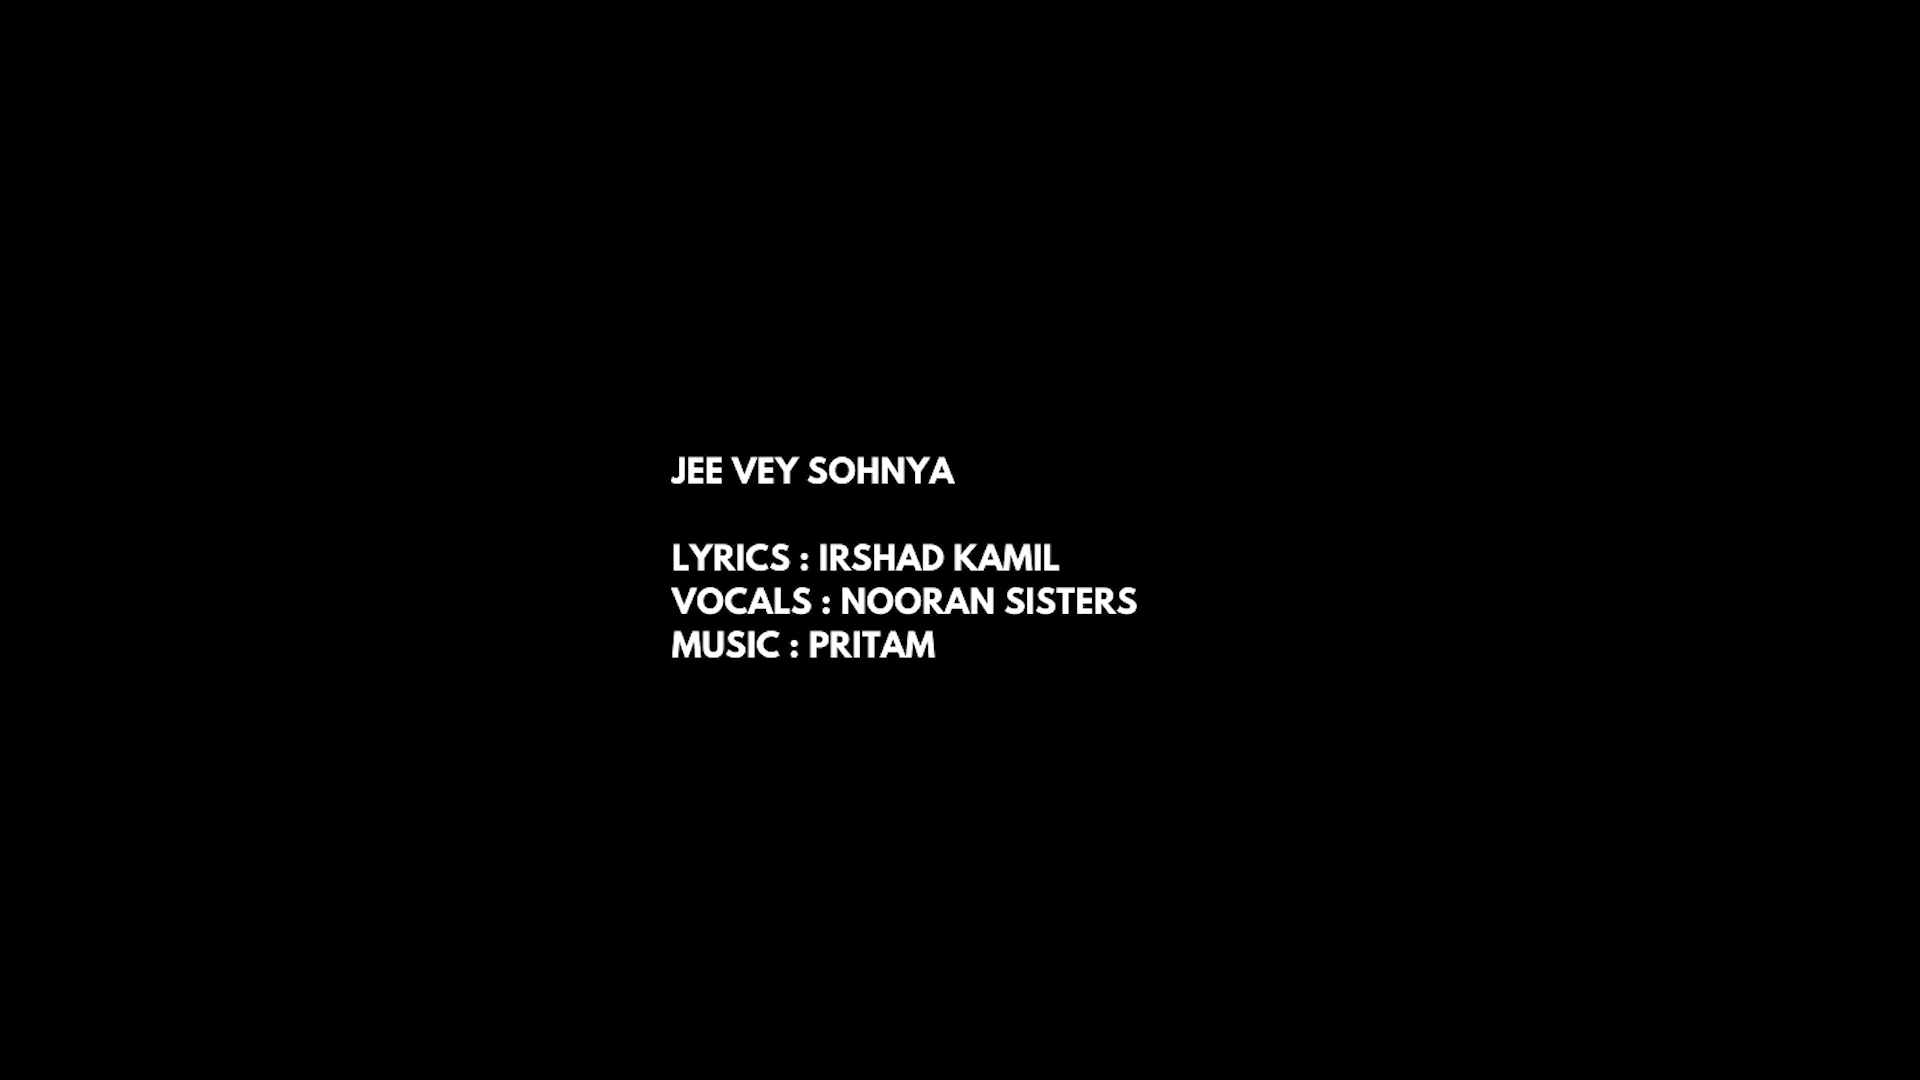 JEE VEY SOHNYA
LYRICS : IRSHAD KAMIL
VOCALS : NOORAN SISTERS
MUSIC : PRITAM